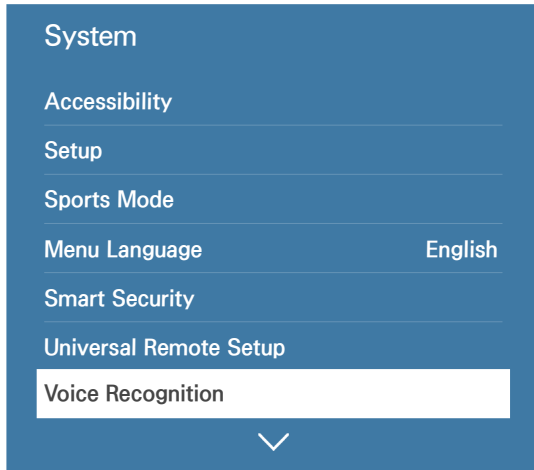 System
Accessibility
Setup
Sports Mode
Menu Language English
Smart Security
Universal Remote Setup
Voice Recognition